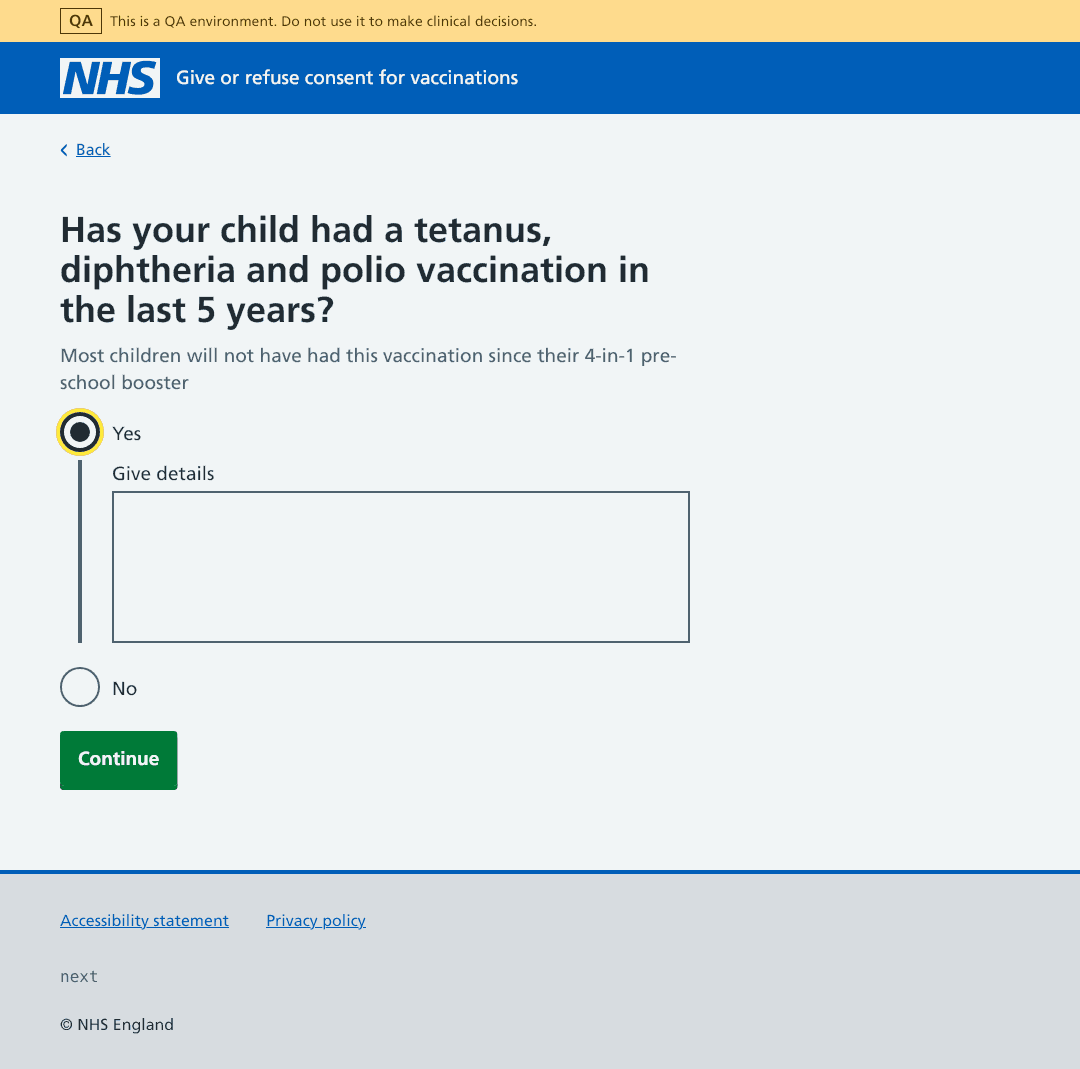 QA This is a QA environment. Do not use it to make clinical decisions.
NHS Give or refuse consent for vaccinations
Back
Has your child had a tetanus,
diphtheria and polio vaccination in
the last 5 years?
Most children will not have had this vaccination since their 4-in-1 pre-
school booster
Yes
Give details
No
Continue
Accessibility statement Privacy policy
next
© NHS England